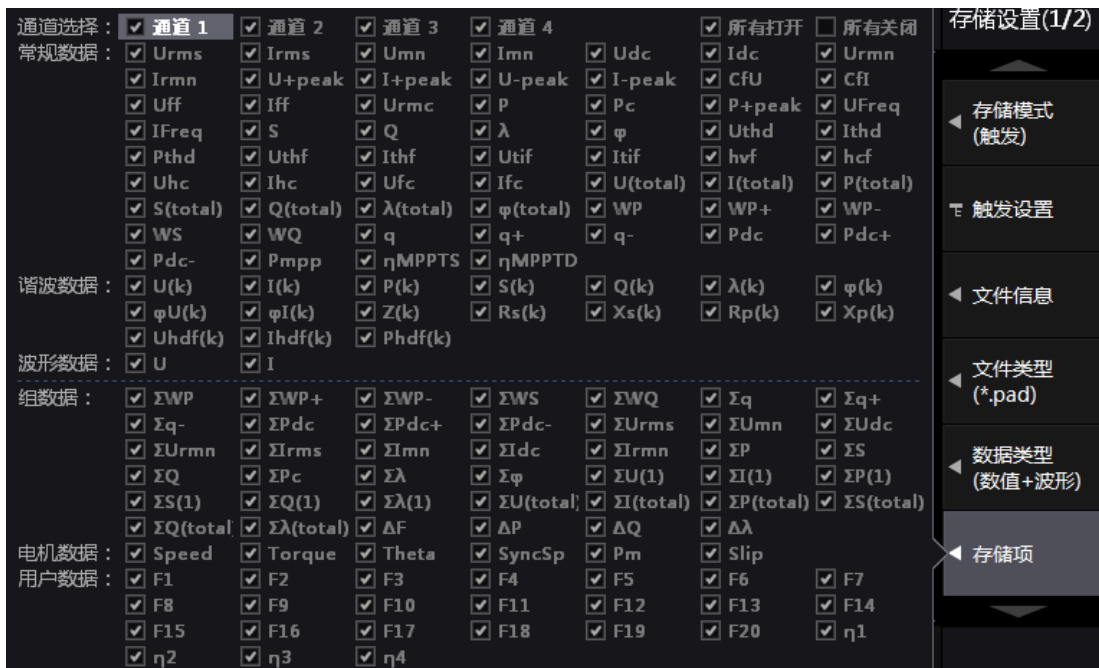 通道选择： 通道 1 通道 2 通道 3 通道 4 所有打开 所有关闭
常规数据： Urms Irms Umn Imn Udc Idc Urmn
Irmn U+peak I+peak U-peak I-peak CfU CfI
Uff Iff Urmc P Pc P+peak UFreq
IFreq S Q λ φ Uthd Ithd
Pthd Uthf Ithf Utif Itif hvf hcf
Uhc Ihc Ufc Ifc U(total) I(total) P(total)
S(total) Q(total) λ(total) φ(total) WP WP+ WP-
WS WQ q q+ q- Pdc Pdc+
Pdc- Pmpp ηMPPTS ηMPPTD
谐波数据： U(k) I(k) P(k) S(k) Q(k) λ(k) φ(k)
φU(k) φI(k) Z(k) Rs(k) Xs(k) Rp(k) Xp(k)
Uhdf(k) Ihdf(k) Phdf(k)
波形数据： U I
组数据： ΣWP ΣWP+ ΣWP- ΣWS ΣWQ Σq Σq+
Σq- ΣPdc ΣPdc+ ΣPdc- ΣUrms ΣUmn ΣUdc
ΣUrmn ΣIrms ΣImn ΣIdc ΣIrmn ΣP ΣS
ΣQ ΣPc Σλ Σφ ΣU(1) ΣI(1) ΣP(1)
ΣS(1) ΣQ(1) Σλ(1) ΣU(total) ΣI(total) ΣP(total) ΣS(total)
ΣQ(total Σλ(total) ΔF ΔP ΔQ Δλ
电机数据： Speed Torque Theta SyncSp Pm Slip
用户数据： F1 F2 F3 F4 F5 F6 F7
F8 F9 F10 F11 F12 F13 F14
F15 F16 F17 F18 F19 F20 η1
η2 η3 η4
存储设置(1/2)
存储模式
(触发)
触发设置
文件信息
文件类型
(*.pad)
数据类型
(数值+波形)
存储项